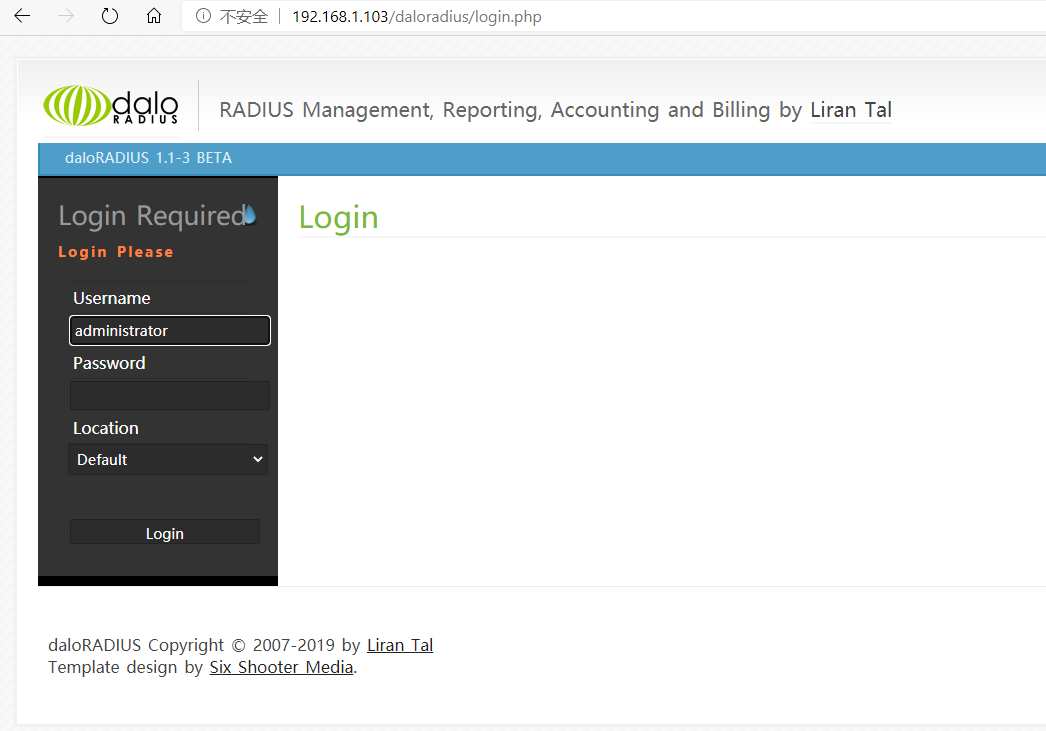 不安全 192.168.1.103/daloradius/login.php
dalo
RADIUS
RADIUS Management, Reporting, Accounting and Billing by Liran Tal
daloRADIUS 1.1-3 BETA
Login Required
Login Please
Username
administrator
Password
Location
Default
Login
Login
daloRADIUS Copyright © 2007-2019 by Liran Tal
Template design by Six Shooter Media.